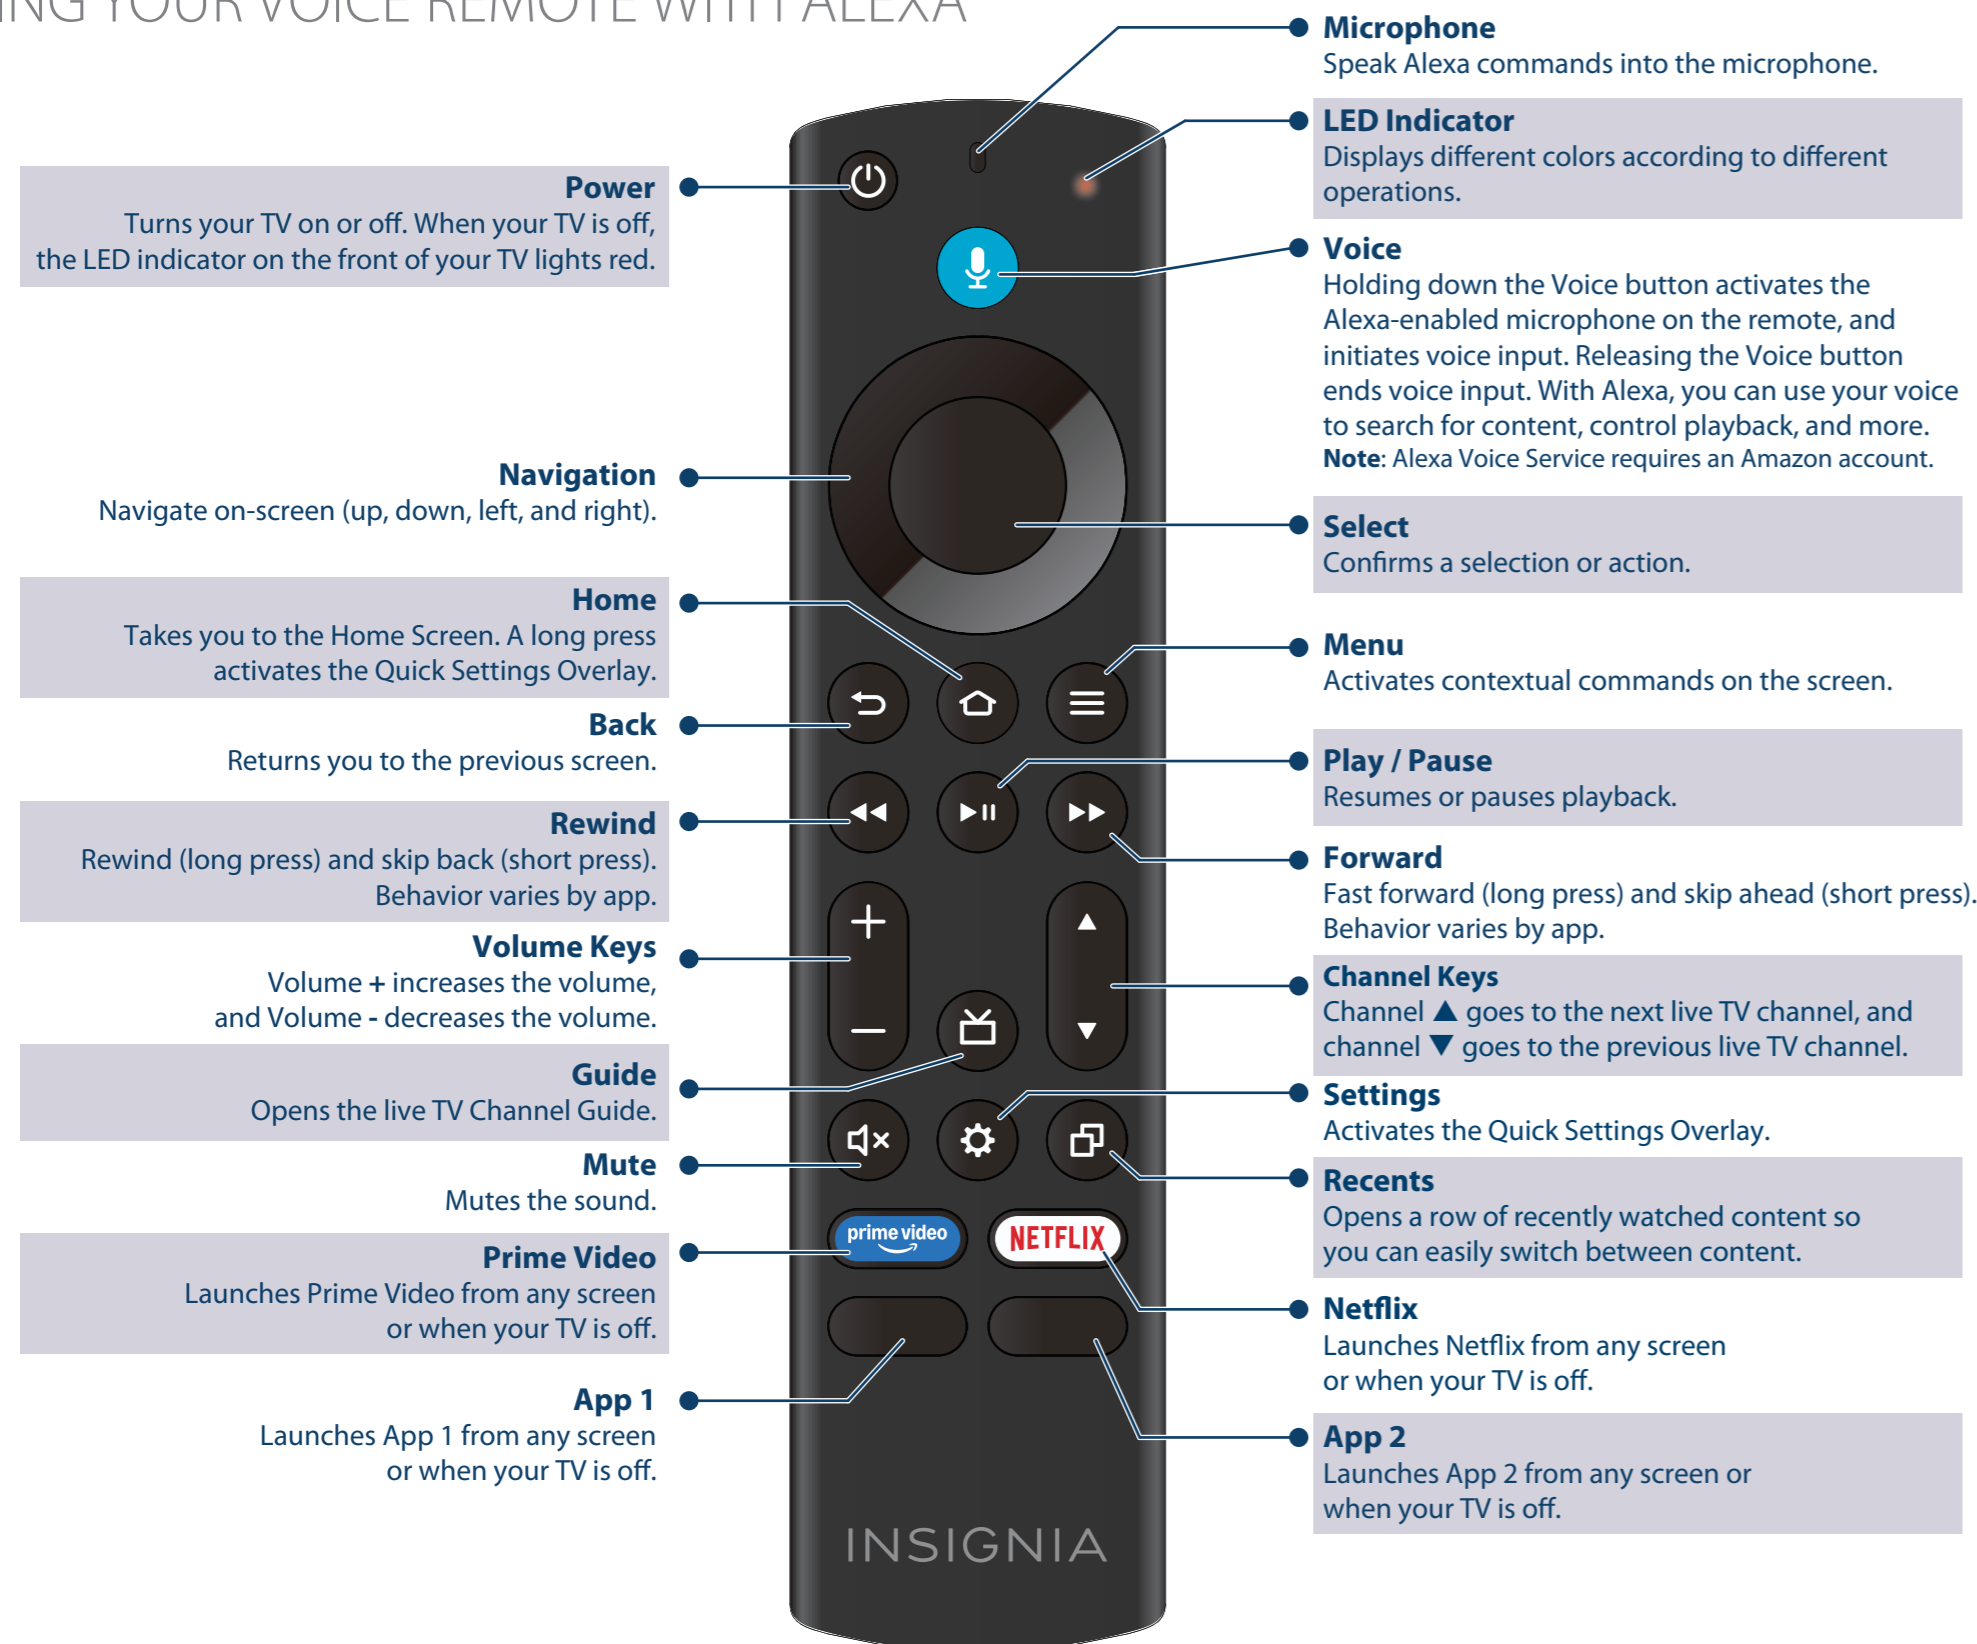 ING YOUR VOICE REMOTE WITH ALEXA
Power
Turns your TV on or off. When your TV is off,
the LED indicator on the front of your TV lights red.
Navigation
Navigate on-screen (up, down, left, and right).
Home
Takes you to the Home Screen. A long press
activates the Quick Settings Overlay.
Back
Returns you to the previous screen.
Rewind
Rewind (long press) and skip back (short press).
Behavior varies by app.
Volume Keys
Volume + increases the volume,
and Volume - decreases the volume.
Guide
Opens the live TV Channel Guide.
Mute
Mutes the sound.
Prime Video
Launches Prime Video from any screen
or when your TV is off.
App 1
Launches App 1 from any screen
or when your TV is off.
prime video
NETFLIX
INSIGNIA
Microphone
Speak Alexa commands into the microphone.
LED Indicator
Displays different colors according to different
operations.
Voice
Holding down the Voice button activates the
Alexa-enabled microphone on the remote, and
initiates voice input. Releasing the Voice button
ends voice input. With Alexa, you can use your voice
to search for content, control playback, and more.
Note: Alexa Voice Service requires an Amazon account.
Select
Confirms a selection or action.
Menu
Activates contextual commands on the screen.
Play / Pause
Resumes or pauses playback.
Forward
Fast forward (long press) and skip ahead (short press).
Behavior varies by app.
Channel Keys
Channel ▲ goes to the next live TV channel, and
channel ▼ goes to the previous live TV channel.
Settings
Activates the Quick Settings Overlay.
Recents
Opens a row of recently watched content so
you can easily switch between content.
Netflix
Launches Netflix from any screen
or when your TV is off.
App 2
Launches App 2 from any screen or
when your TV is off.